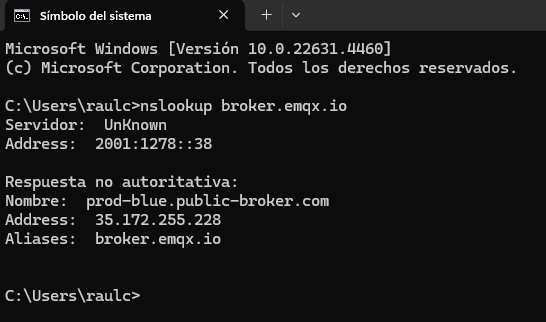 Símbolo del sistema
Microsoft Windows [Versión 10.0.22631.4460]
(c) Microsoft Corporation. Todos los derechos reservados.
C:\Users\raulc>nslookup broker.emqx.io
Servidor:  UnKnown
Address:  2001:1278::38
Respuesta no autoritativa:
Nombre:  prod-blue.public-broker.com
Address:  35.172.255.228
Aliases:  broker.emqx.io
C:\Users\raulc>